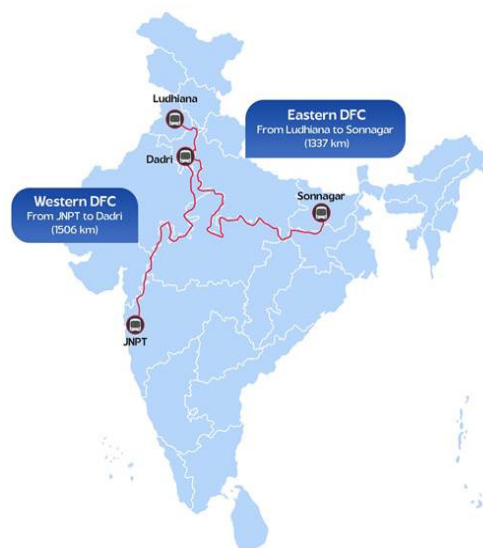 Ludhiana
Eastern DFC
From Ludhiana to Sonnagar
(1337 km)
Dadri
Western DFC
From JNPT to Dadri
(1506 km)
Sonnagar
JNPT